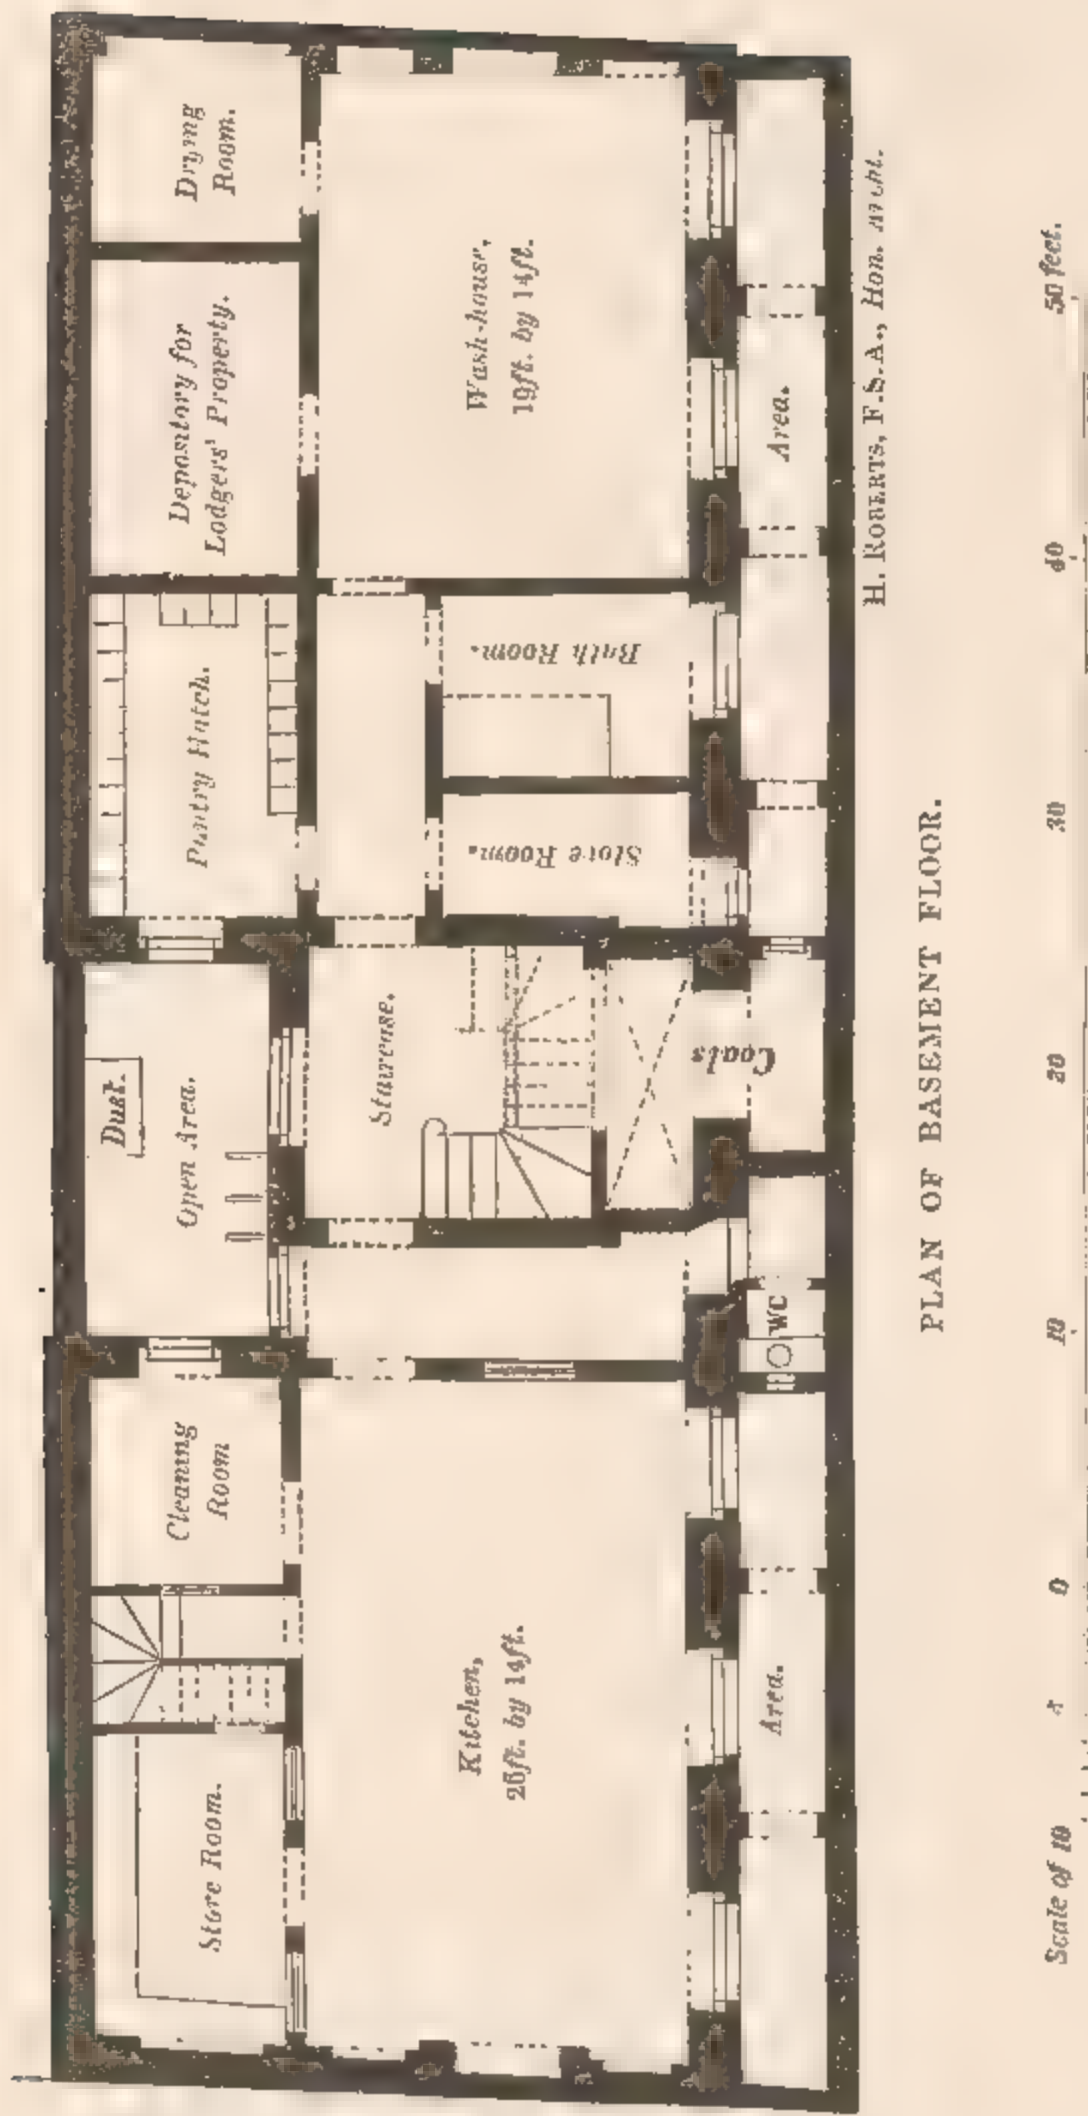 Drying
Room.
Depository for
Lodgers' Property.
Pantry Hatch.
Dust.
Open Area.
Cleaning
Room
Store Room.
Wash-house,
19ft. by 14ft.
Bath Room.
Store Room.
Staircase.
Coals
WC
Kitchen,
by 14ft.
Area.
Area.
H. ROBERTS, F.S.A., Hon. Archt.
PLAN OF BASEMENT FLOOR.
Scale of 10 0 10 20 30 40 50 feet.